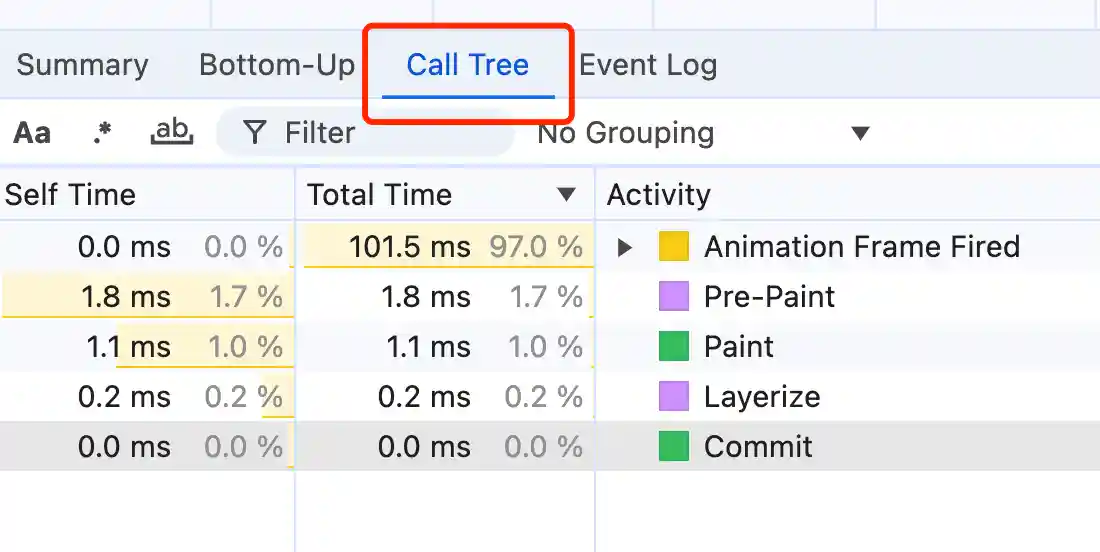 Summary Bottom-Up Call Tree Event Log
Aa .* ab Filter No Grouping ▼
Self Time Total Time ▼ Activity
0.0 ms 0.0 % 101.5 ms 97.0 % ▶ Animation Frame Fired
1.8 ms 1.7 % 1.8 ms 1.7 % Pre-Paint
1.1 ms 1.0 % 1.1 ms 1.0 % Paint
0.2 ms 0.2 % 0.2 ms 0.2 % Layerize
0.0 ms 0.0 % 0.0 ms 0.0 % Commit